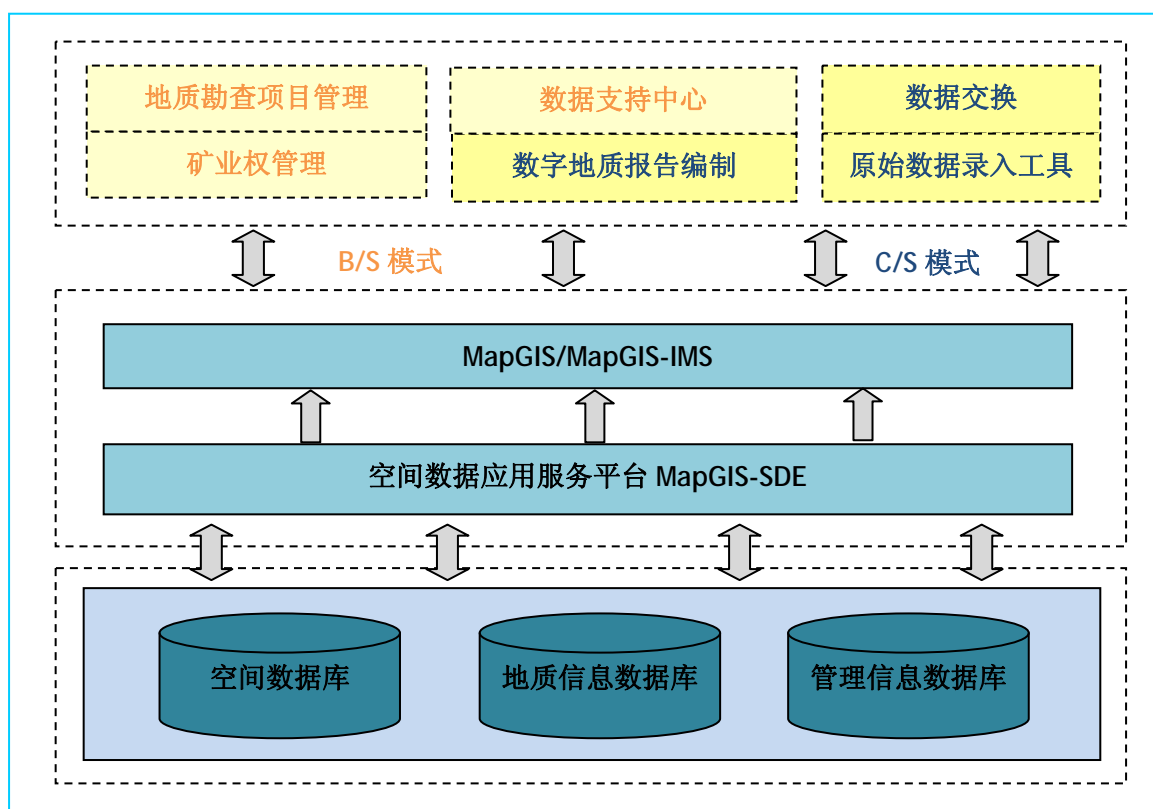 地质勘查项目管理
数据支持中心
数据交换
矿业权管理
数字地质报告编制
原始数据录入工具
B/S 模式
C/S 模式
MapGIS/MapGIS-IMS
空间数据应用服务平台 MapGIS-SDE
空间数据库
地质信息数据库
管理信息数据库